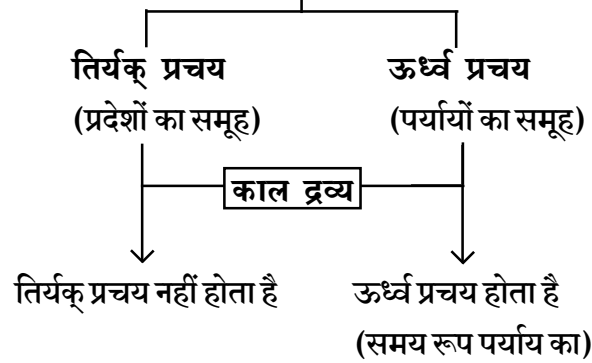 तिर्यक् प्रचय ऊर्ध्व प्रचय
(प्रदेशों का समूह) (पर्यायों का समूह)
काल द्रव्य
तिर्यक् प्रचय नहीं होता है ऊर्ध्व प्रचय होता है
(समय रूप पर्याय का)